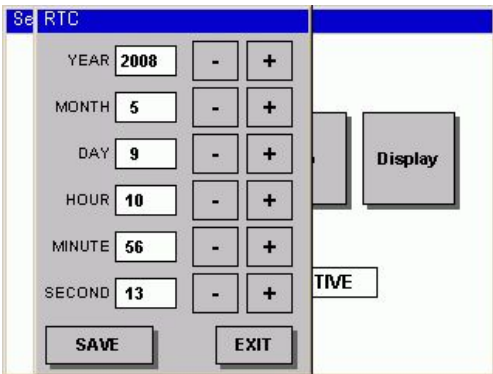 Se RTC
YEAR 2008 - +
MONTH 5 - +
DAY 9 - +
Display
HOUR 10 - +
MINUTE 56 - +
SECOND 13 - +
TIVE
SAVE EXIT